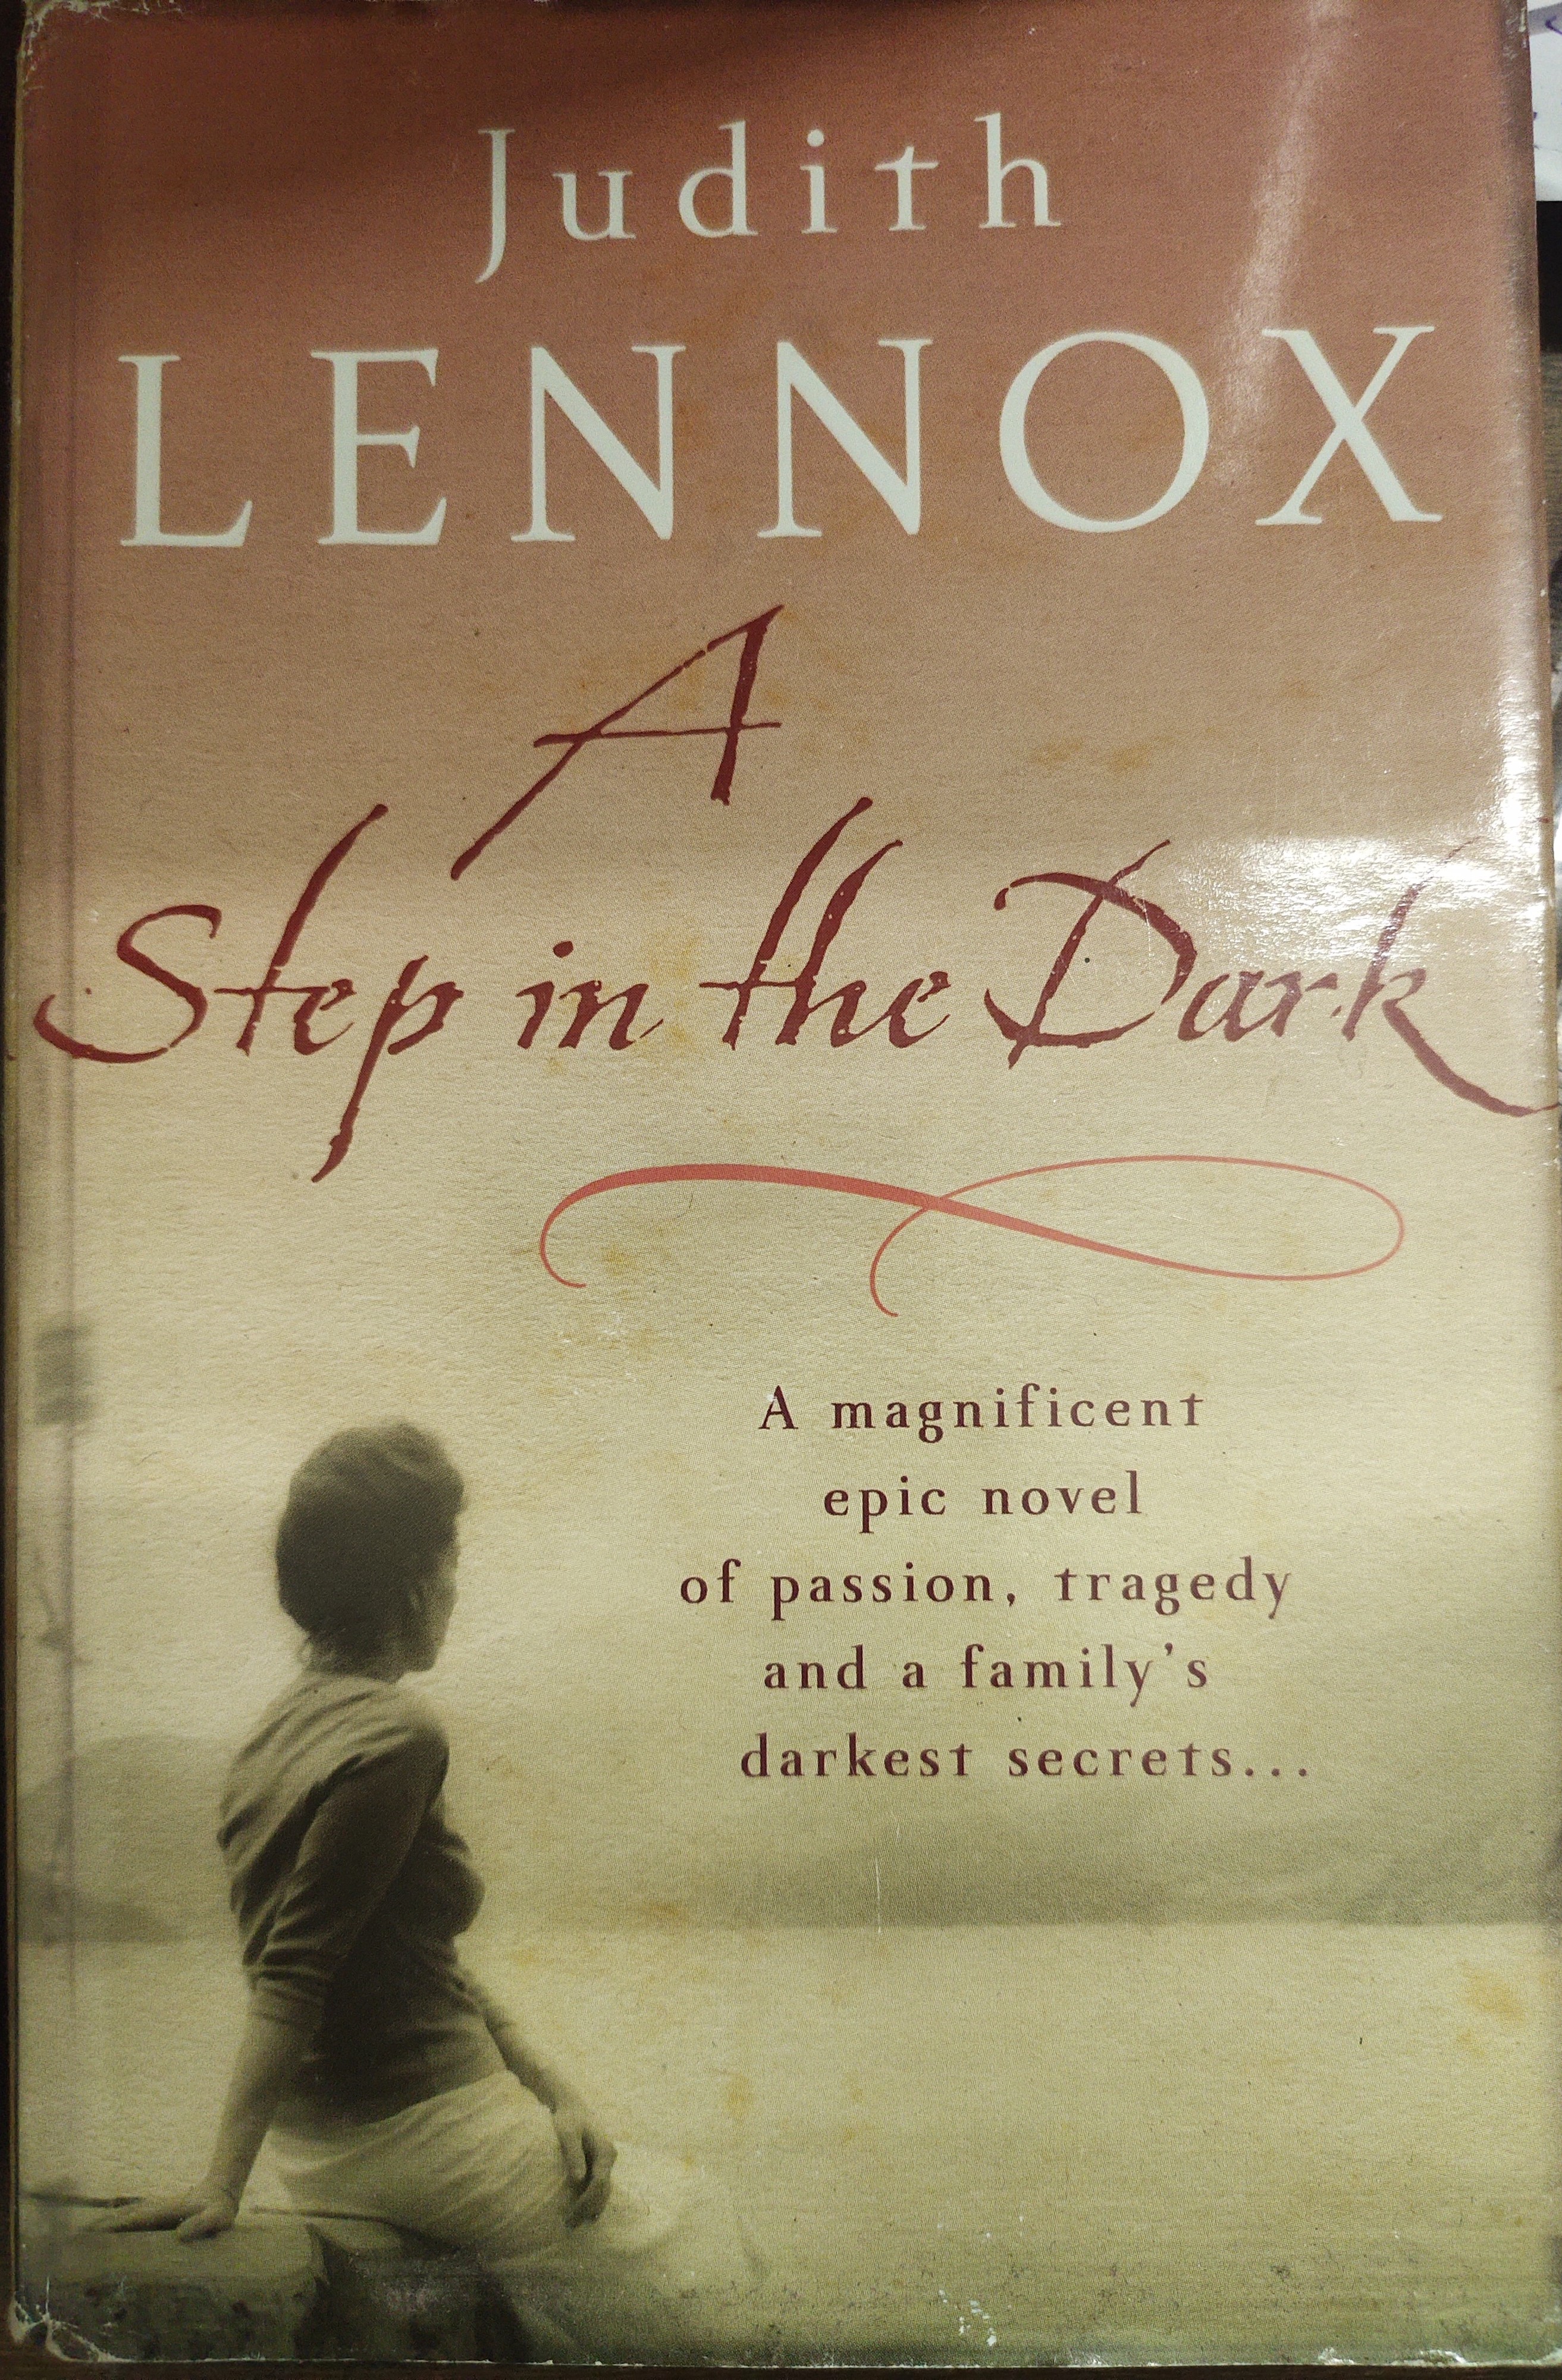 Judith
LENNOX
A
Step in the Dark
A magnificent
epic novel
of passion, tragedy
and a family's
darkest secrets...